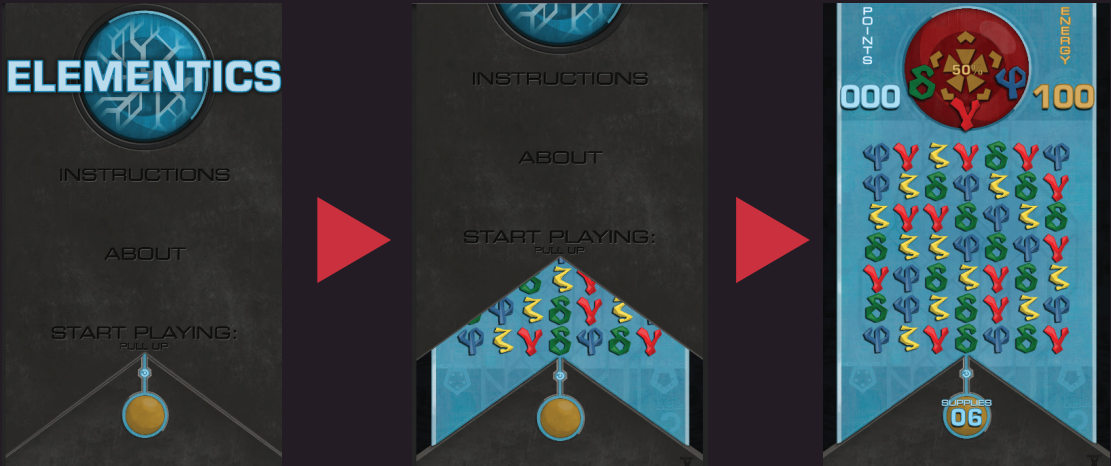 ELEMENTICS
INSTRUCTIONS
ABOUT
START PLAYING:
PULL UP
INSTRUCTIONS
ABOUT
START PLAYING:
PULL UP
POINTS
000
50%
ENERGY
100
SUPPLIES
06